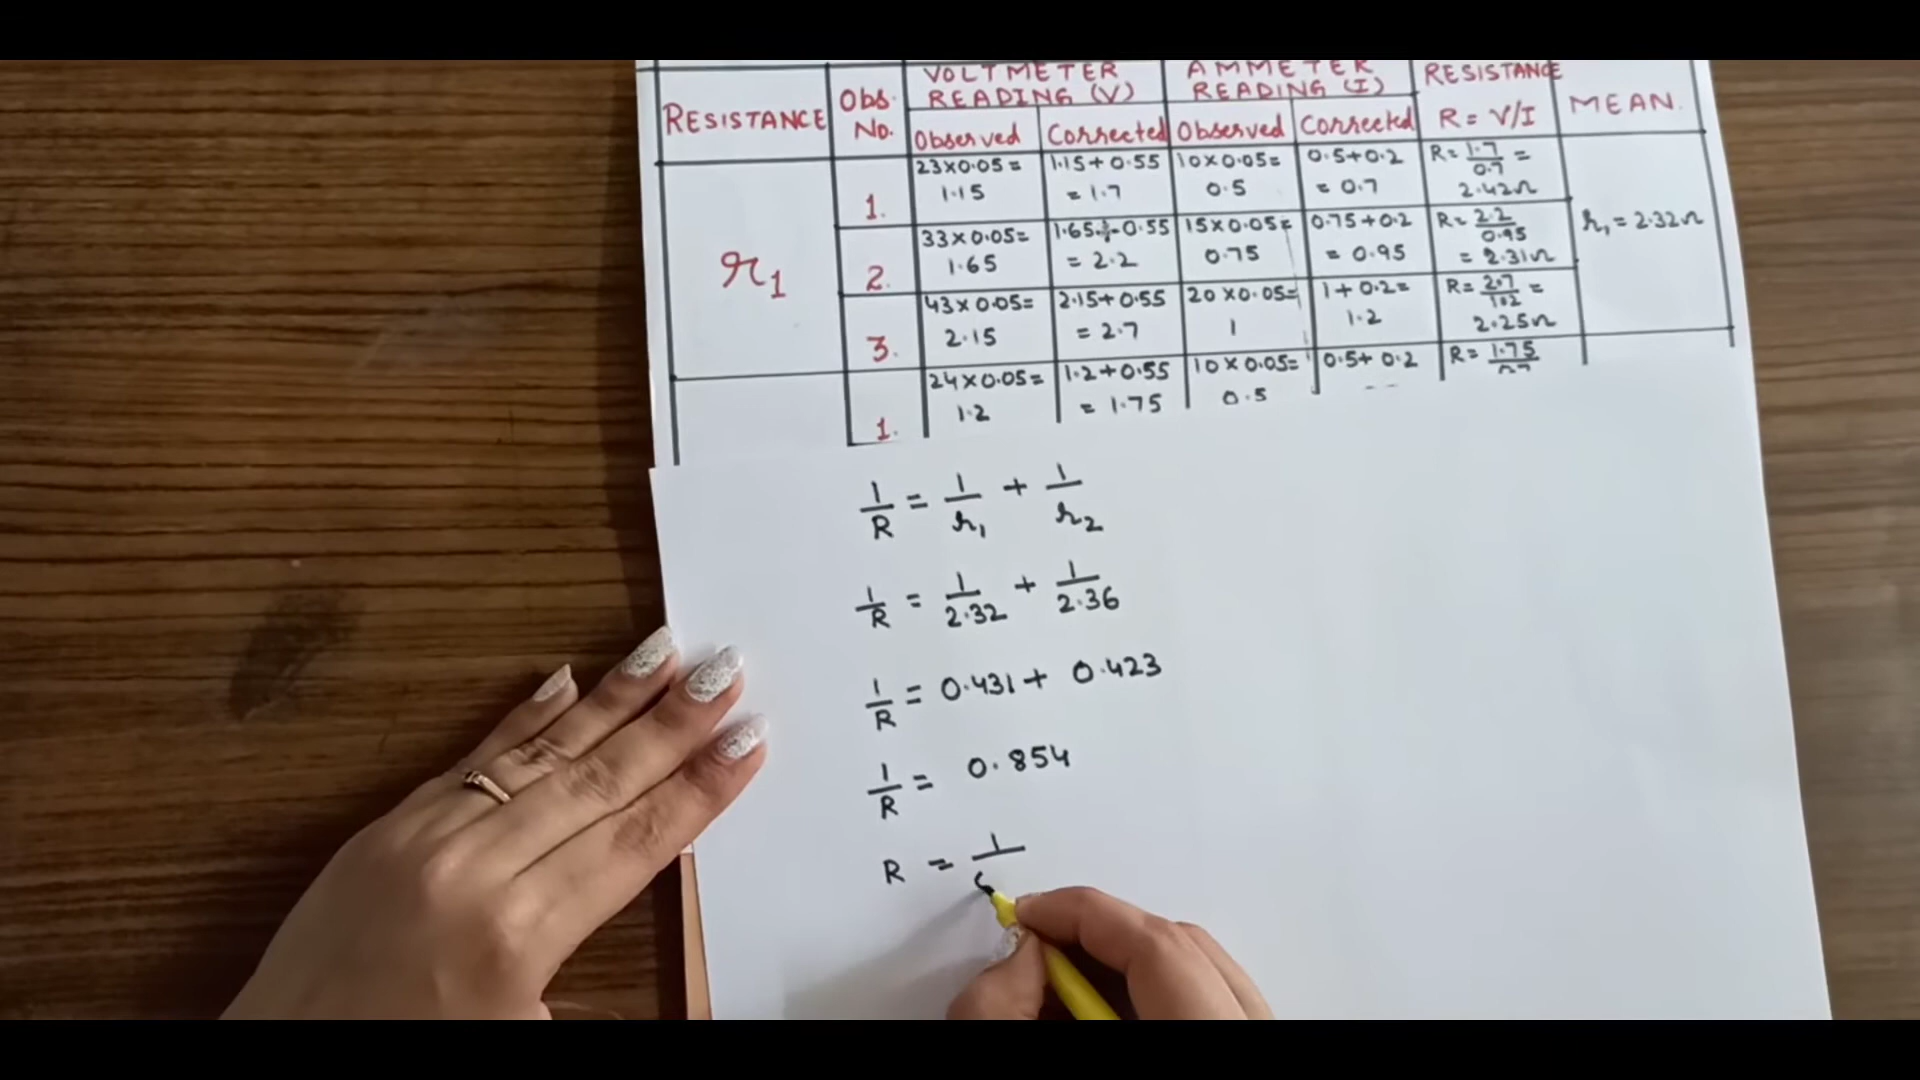 RESISTANCE Obs. No. VOLTMETER READING (V) AMMETER READING (I) RESISTANCE R = V/I MEAN.
Observed Corrected Observed Corrected
r1
1. 23×0.05= 1.15 1.15+0.55 = 1.7 10×0.05= 0.5 0.5+0.2 = 0.7 R= 1.7/0.7 = 2.42Ω
r1 = 2.32Ω
2. 33×0.05= 1.65 1.65+0.55 = 2.2 15×0.05= 0.75 0.75+0.2 = 0.95 R= 2.2/0.95 = 2.31Ω
3. 43×0.05= 2.15 2.15+0.55 = 2.7 20×0.05= 1 1+0.2= 1.2 R= 2.7/1.2 = 2.25Ω
1. 24×0.05= 1.2 1.2+0.55 = 1.75 10×0.05= 0.5 0.5+0.2 R= 1.75
1/R = 1/r1 + 1/r2
1/R = 1/2.32 + 1/2.36
1/R = 0.431+ 0.423
1/R = 0.854
R = 1